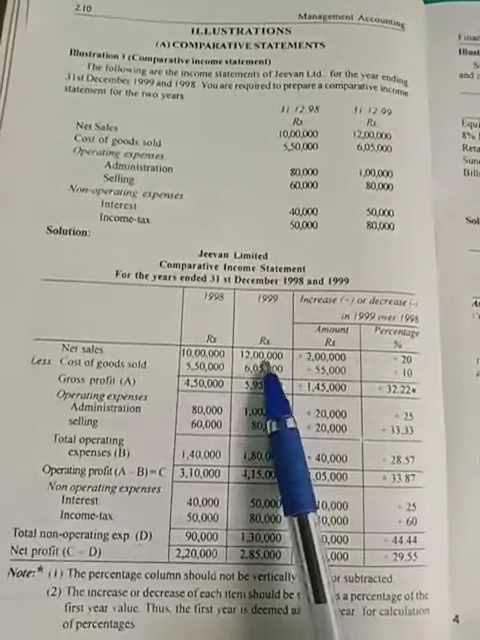 2.10 Management Accounting
ILLUSTRATIONS
(A) COMPARATIVE STATEMENTS
Illustration 1 (Comparative income statement)
The following are the income statements of Jeevan Ltd. for the year ending
31st December 1999 and 1998 You are required to prepare a comparative income
statement for the two years
31 12.98 31 12.99
Rs Rs.
Net Sales 10,00,000 12,00,000
Cost of goods sold 5,50,000 6,05,000
Operating expenses
Administration 80,000 1,00,000
Selling 60,000 80,000
Non-operating expenses
Interest 40,000 50,000
Income-tax 50,000 80,000
Solution:
Jeevan Limited
Comparative Income Statement
For the years ended 31 st December 1998 and 1999
1998 1999 Increase (+) or decrease (-)
in 1999 over 1998
Amount Percentage
Rs Rs. Rs %
Net sales 10,00,000 12,00,000 + 2,00,000 + 20
Less Cost of goods sold 5,50,000 + 55,000 + 10
Gross profit (A) 4,50,000 + 1,45,000 + 32.22*
Operating expenses
Administration 80,000 + 20,000 + 25
selling 60,000 + 20,000 + 33.33
Total operating
expenses (B) 1,40,000 + 40,000 + 28.57
Operating profit (A - B)= C 3,10,000 + 33.87
Non operating expenses
Interest 40,000 50,000 + 25
Income-tax 50,000 80,000 + 60
Total non-operating exp (D) 90,000 1,30,000 + 44.44
Net profit (C - D) 2,20,000 2,85,000 + 29.55
Note:* (1) The percentage column should not be vertically or subtracted
(2) The increase or decrease of each item should be s a percentage of the
first year value. Thus, the first year is deemed as year for calculation
of percentages
4